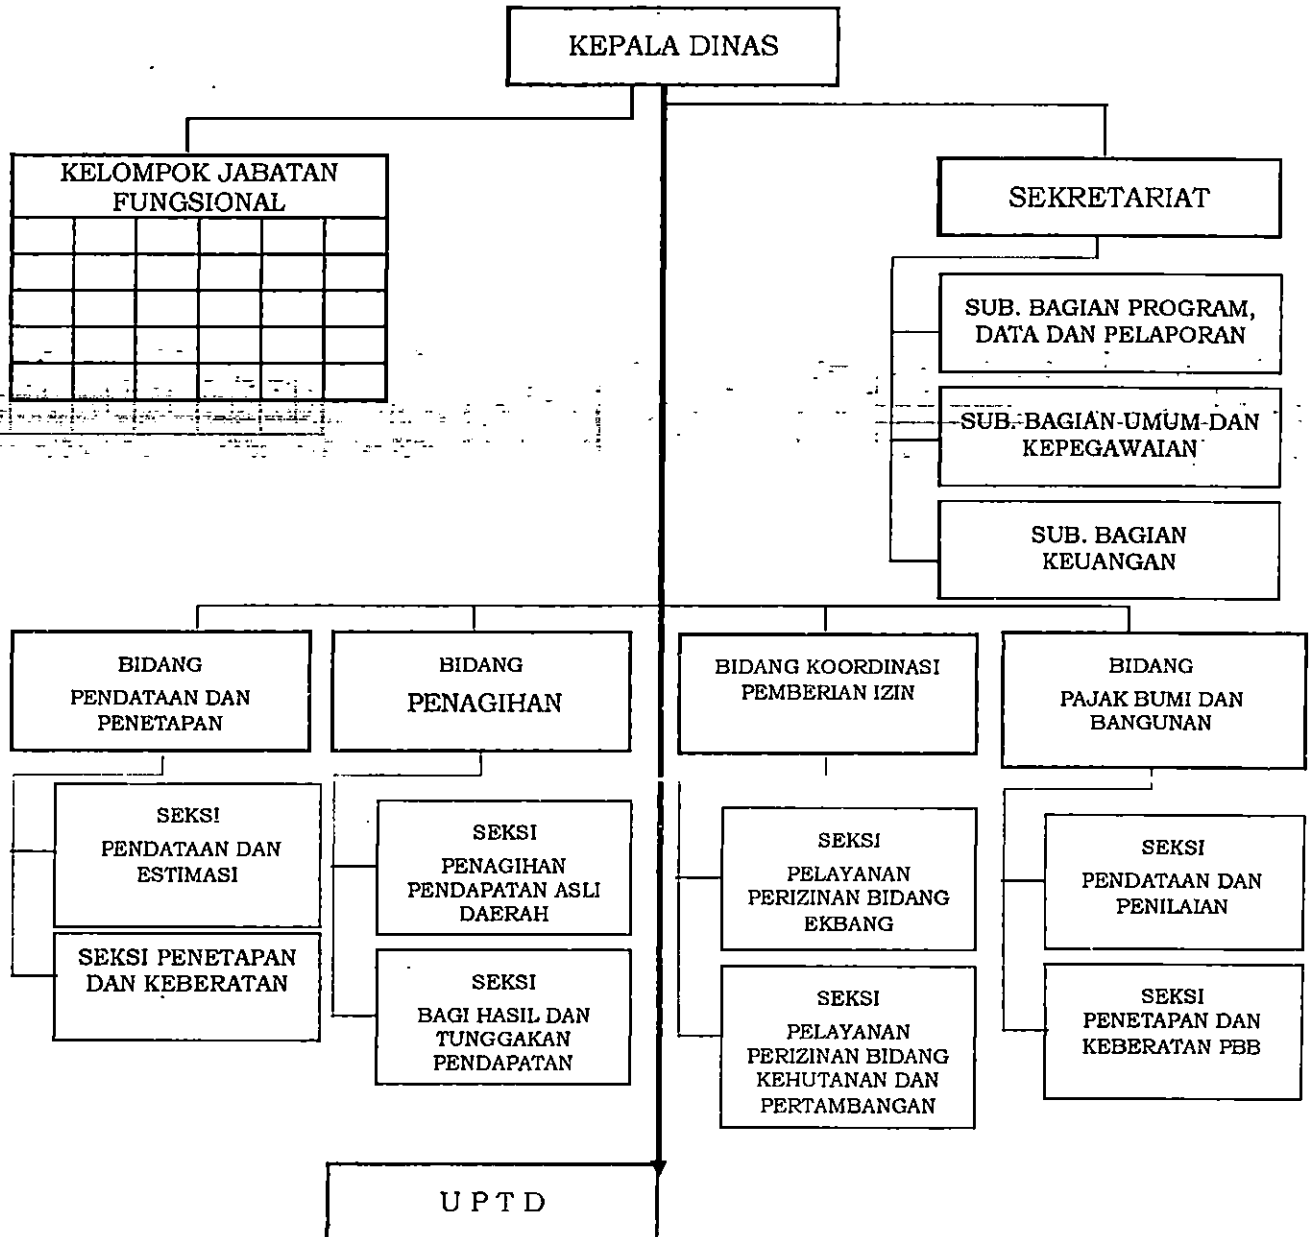 KEPALA DINAS
KELOMPOK JABATAN
FUNGSIONAL
SEKRETARIAT
SUB. BAGIAN PROGRAM,
DATA DAN PELAPORAN
SUB. BAGIAN UMUM DAN
KEPEGAWAIAN
SUB. BAGIAN
KEUANGAN
BIDANG
PENDATAAN DAN
PENETAPAN
BIDANG
PENAGIHAN
BIDANG KOORDINASI
PEMBERIAN IZIN
BIDANG
PAJAK BUMI DAN
BANGUNAN
SEKSI
PENDATAAN DAN
ESTIMASI
SEKSI PENETAPAN
DAN KEBERATAN
SEKSI
PENAGIHAN
PENDAPATAN ASLI
DAERAH
SEKSI
BAGI HASIL DAN
TUNGGAKAN
PENDAPATAN
SEKSI
PELAYANAN
PERIZINAN BIDANG
EKBANG
SEKSI
PELAYANAN
PERIZINAN BIDANG
KEHUTANAN DAN
PERTAMBANGAN
SEKSI
PENDATAAN DAN
PENILAIAN
SEKSI
PENETAPAN DAN
KEBERATAN PBB
U P T D